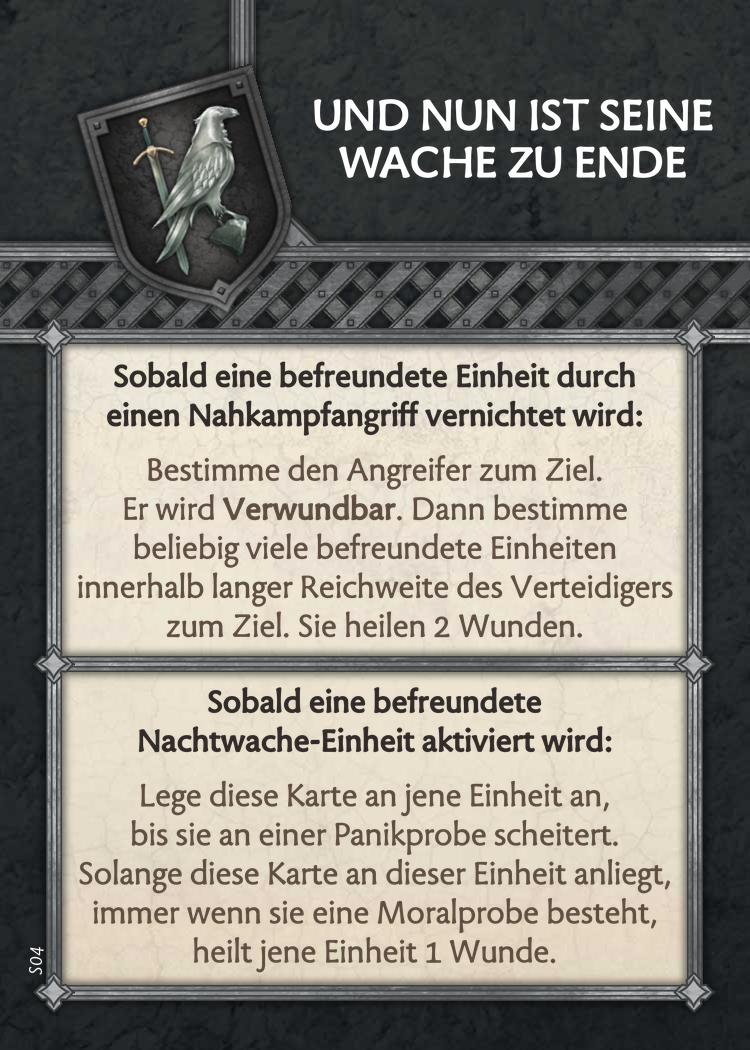 UND NUN IST SEINE
WACHE ZU ENDE
Sobald eine befreundete Einheit durch
einen Nahkampfangriff vernichtet wird:
Bestimme den Angreifer zum Ziel.
Er wird Verwundbar. Dann bestimme
beliebig viele befreundete Einheiten
innerhalb langer Reichweite des Verteidigers
zum Ziel. Sie heilen 2 Wunden.
Sobald eine befreundete
Nachtwache-Einheit aktiviert wird:
Lege diese Karte an jene Einheit an,
bis sie an einer Panikprobe scheitert.
Solange diese Karte an dieser Einheit anliegt,
immer wenn sie eine Moralprobe besteht,
heilt jene Einheit 1 Wunde.
S04